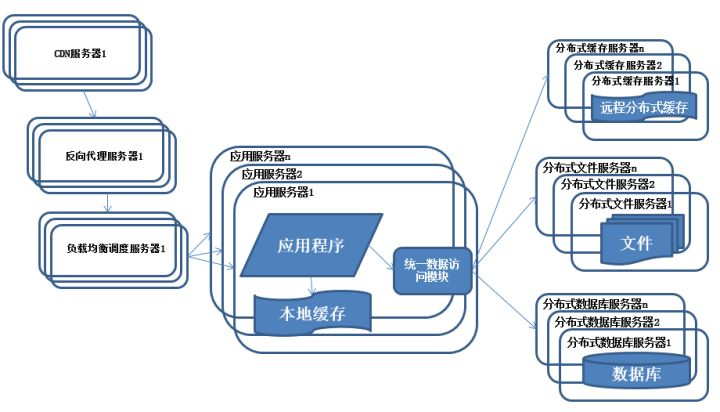 CDN服务器1
反向代理服务器1
负载均衡调度服务器1
应用服务器n
应用服务器2
应用服务器1
应用程序
本地缓存
统一数据访
问模块
分布式缓存服务器n
分布式缓存服务器2
分布式缓存服务器1
远程分布式缓存
分布式文件服务器n
分布式文件服务器2
分布式文件服务器1
文件
分布式数据库服务器n
分布式数据库服务器2
分布式数据库服务器1
数据库